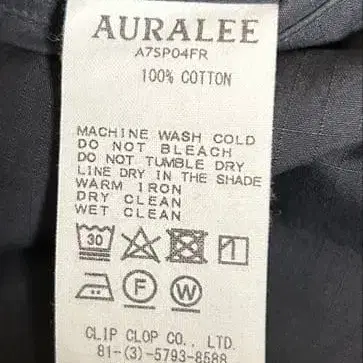 AURALEE
A7SP04FR
100% COTTON
MACHINE WASH COLD
DO NOT BLEACH
DO NOT TUMBLE DRY
LINE DRY IN THE SHADE
WARM IRON
DRY CLEAN
WET CLEAN
30
F W
CLIP CLOP CO., LTD.
81-(3)-5793-8588